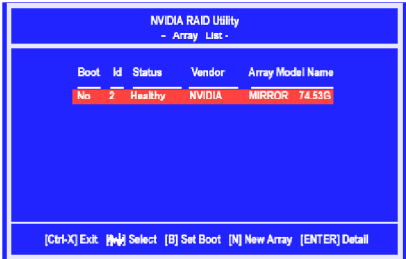 NVIDIA RAID Utility
- Array List -
Boot Id Status Vendor Array Model Name
No 2 Healthy NVIDIA MIRROR 74.53G
[Ctrl-X] Exit [↑↓] Select [B] Set Boot [N] New Array [ENTER] Detail